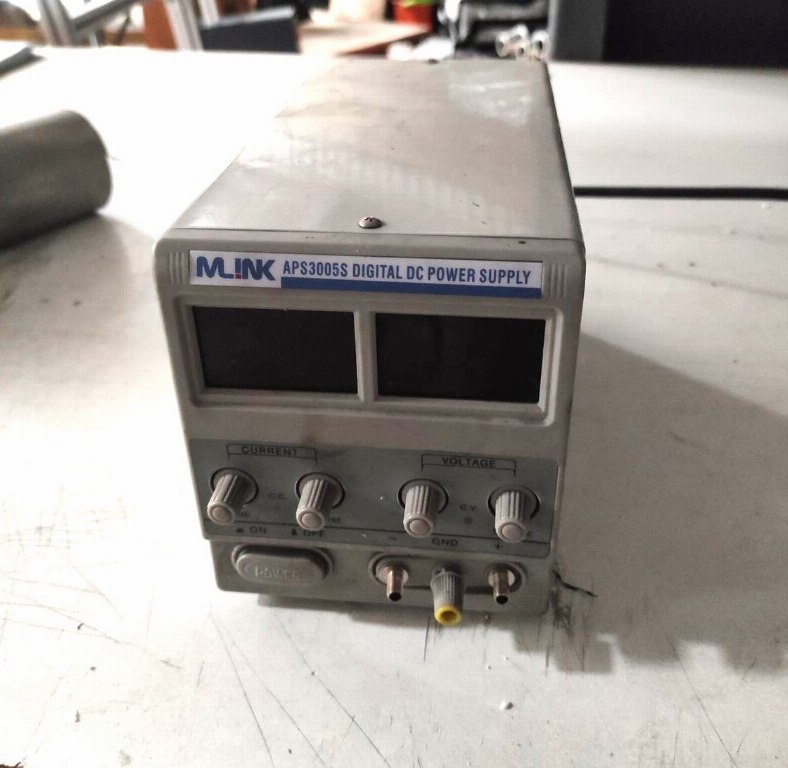 MLINK APS3005S DIGITAL DC POWER SUPPLY
CURRENT VOLTAGE
C.C. C.V.
ON OFF - GND +
POWER